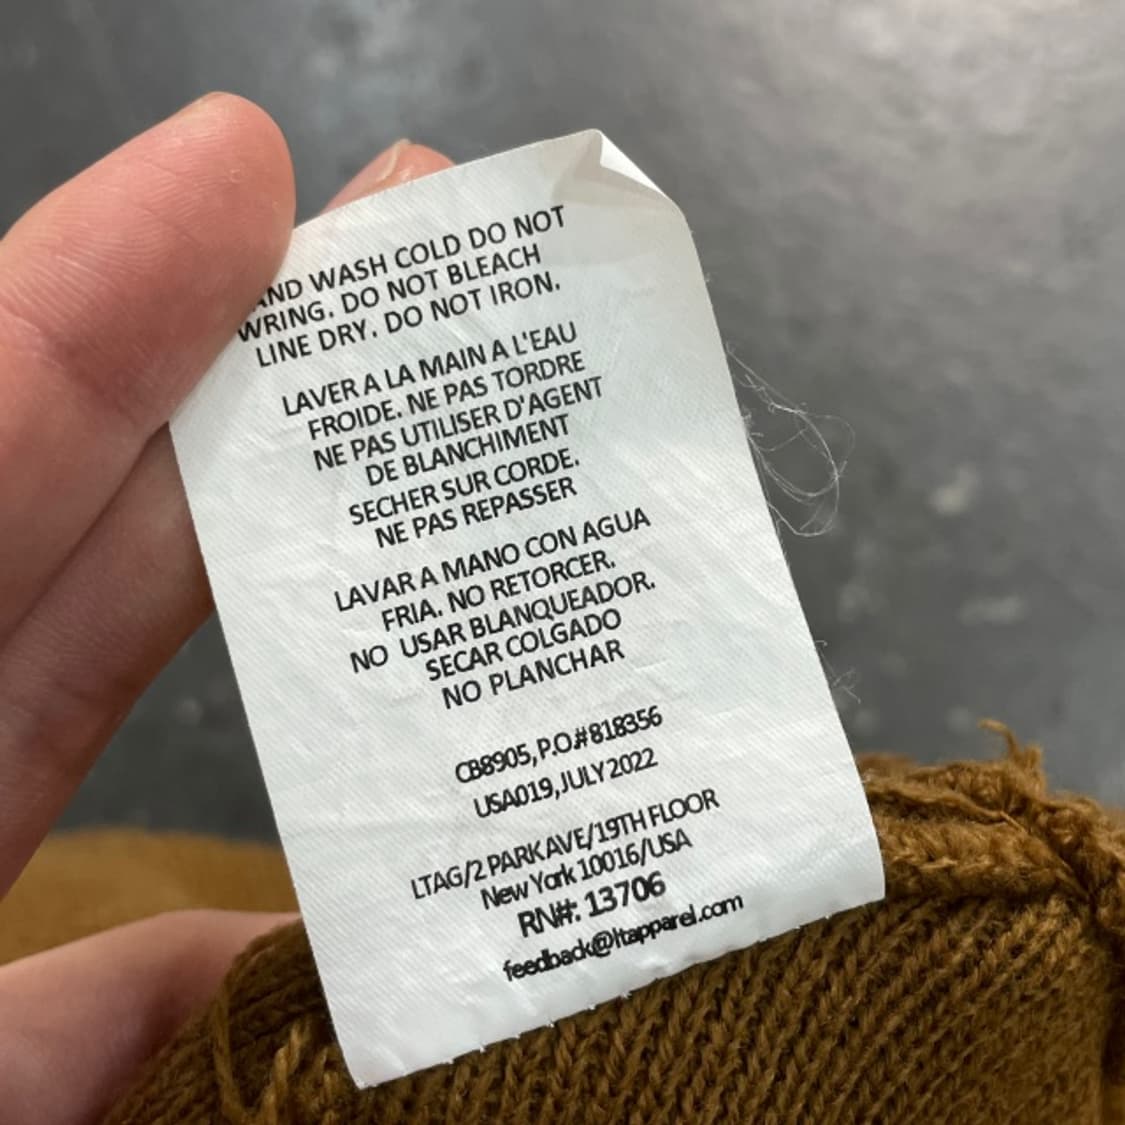 AND WASH COLD DO NOT
WRING. DO NOT BLEACH
LINE DRY. DO NOT IRON.
LAVER A LA MAIN A L'EAU
FROIDE. NE PAS TORDRE
NE PAS UTILISER D'AGENT
DE BLANCHIMENT
SECHER SUR CORDE.
NE PAS REPASSER
LAVAR A MANO CON AGUA
FRIA. NO RETORCER.
NO USAR BLANQUEADOR.
SECAR COLGADO
NO PLANCHAR
CB8905, P.O.# 818356
USA019, JULY 2022
LTAG/2 PARK AVE/19TH FLOOR
New York 10016/USA
RN#: 13706
feedback@ltapparel.com